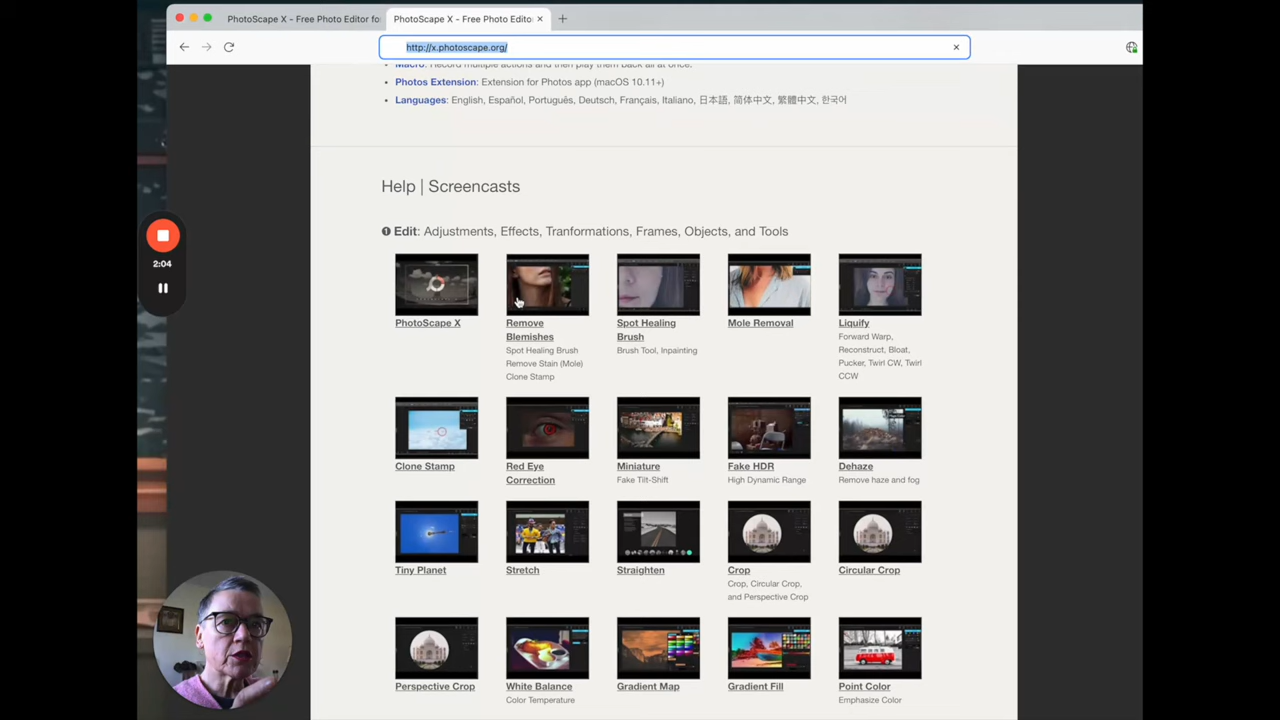 PhotoScape X - Free Photo Editor for
PhotoScape X - Free Photo Edito
http://x.photoscape.org/
Macro: Record multiple actions and then play them back all at once.
Photos Extension: Extension for Photos app (macOS 10.11+)
Languages: English, Español, Português, Deutsch, Français, Italiano, 日本語, 简体中文, 繁體中文, 한국어
Help | Screencasts
❶ Edit: Adjustments, Effects, Tranformations, Frames, Objects, and Tools
2:04
PhotoScape X
Remove
Blemishes
Spot Healing Brush
Remove Stain (Mole)
Clone Stamp
Spot Healing
Brush
Brush Tool, Inpainting
Mole Removal
Liquify
Forward Warp,
Reconstruct, Bloat,
Pucker, Twirl CW, Twirl
CCW
Clone Stamp
Red Eye
Correction
Miniature
Fake Tilt-Shift
Fake HDR
High Dynamic Range
Dehaze
Remove haze and fog
Tiny Planet
Stretch
Straighten
Crop
Crop, Circular Crop,
and Perspective Crop
Circular Crop
Perspective Crop
White Balance
Color Temperature
Gradient Map
Gradient Fill
Point Color
Emphasize Color